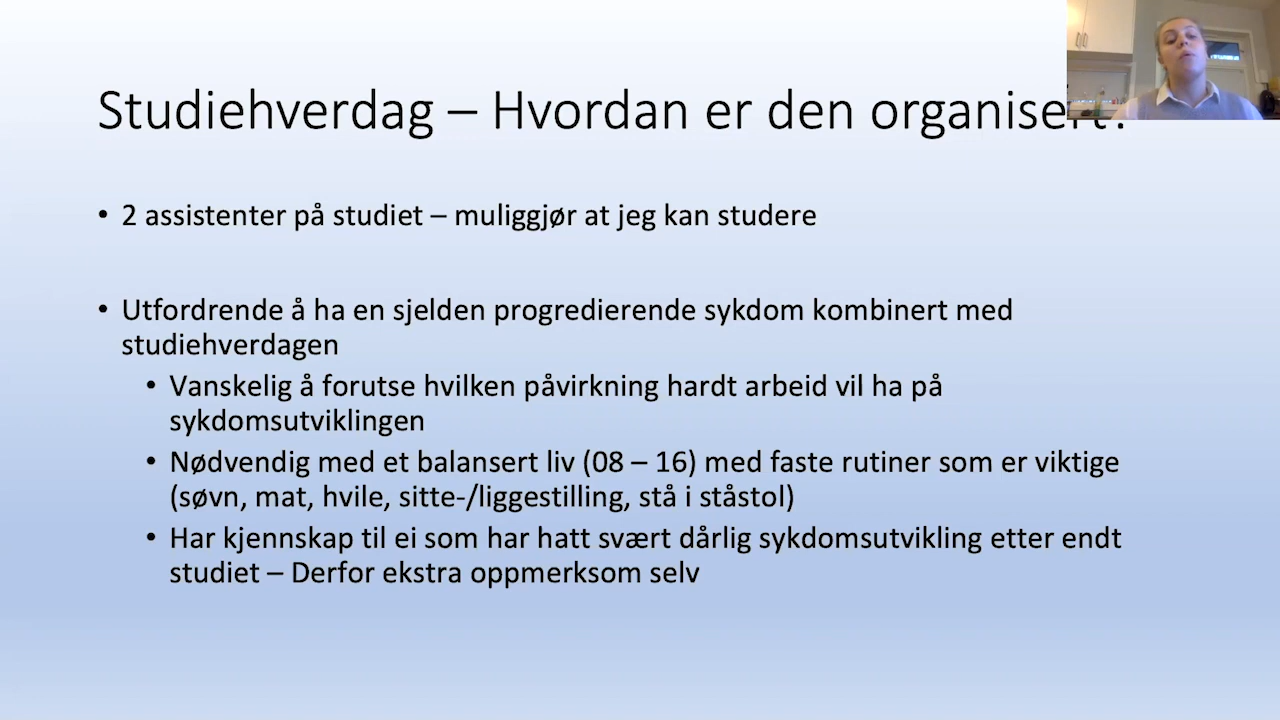 Studiehverdag – Hvordan er den organisert?
• 2 assistenter på studiet – muliggjør at jeg kan studere
• Utfordrende å ha en sjelden progredierende sykdom kombinert med
studiehverdagen
• Vanskelig å forutse hvilken påvirkning hardt arbeid vil ha på
sykdomsutviklingen
• Nødvendig med et balansert liv (08 – 16) med faste rutiner som er viktige
(søvn, mat, hvile, sitte-/liggestilling, stå i ståstol)
• Har kjennskap til ei som har hatt svært dårlig sykdomsutvikling etter endt
studiet – Derfor ekstra oppmerksom selv